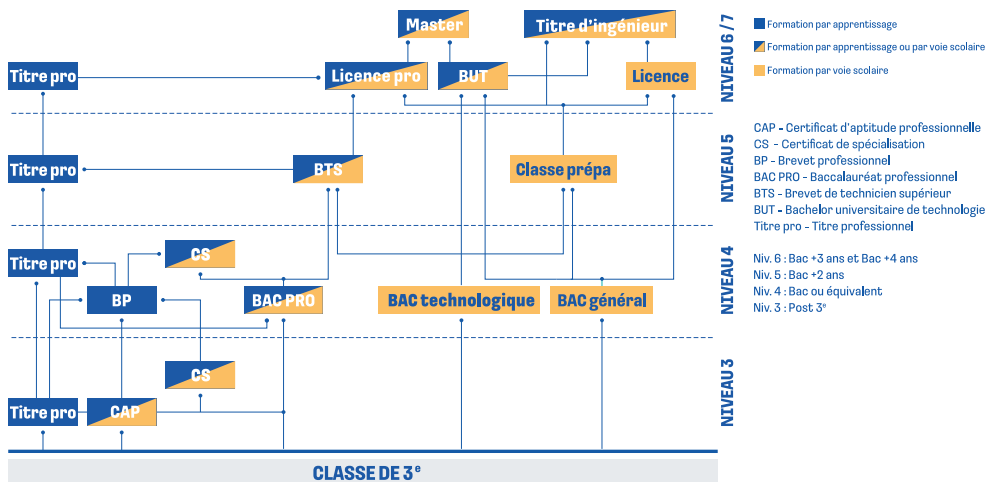 Master
Titre d'ingénieur
Titre pro
Licence pro
BUT
Licence
NIVEAU 6 / 7
Titre pro
BTS
Classe prépa
NIVEAU 5
CS
Titre pro
BP
BAC PRO
BAC technologique
BAC général
NIVEAU 4
CS
Titre pro
CAP
NIVEAU 3
CLASSE DE 3e
Formation par apprentissage
Formation par apprentissage ou par voie scolaire
Formation par voie scolaire
CAP - Certificat d'aptitude professionnelle
CS - Certificat de spécialisation
BP - Brevet professionnel
BAC PRO - Baccalauréat professionnel
BTS - Brevet de technicien supérieur
BUT - Bachelor universitaire de technologie
Titre pro - Titre professionnel
Niv. 6 : Bac +3 ans et Bac +4 ans
Niv. 5 : Bac +2 ans
Niv. 4 : Bac ou équivalent
Niv. 3 : Post 3e